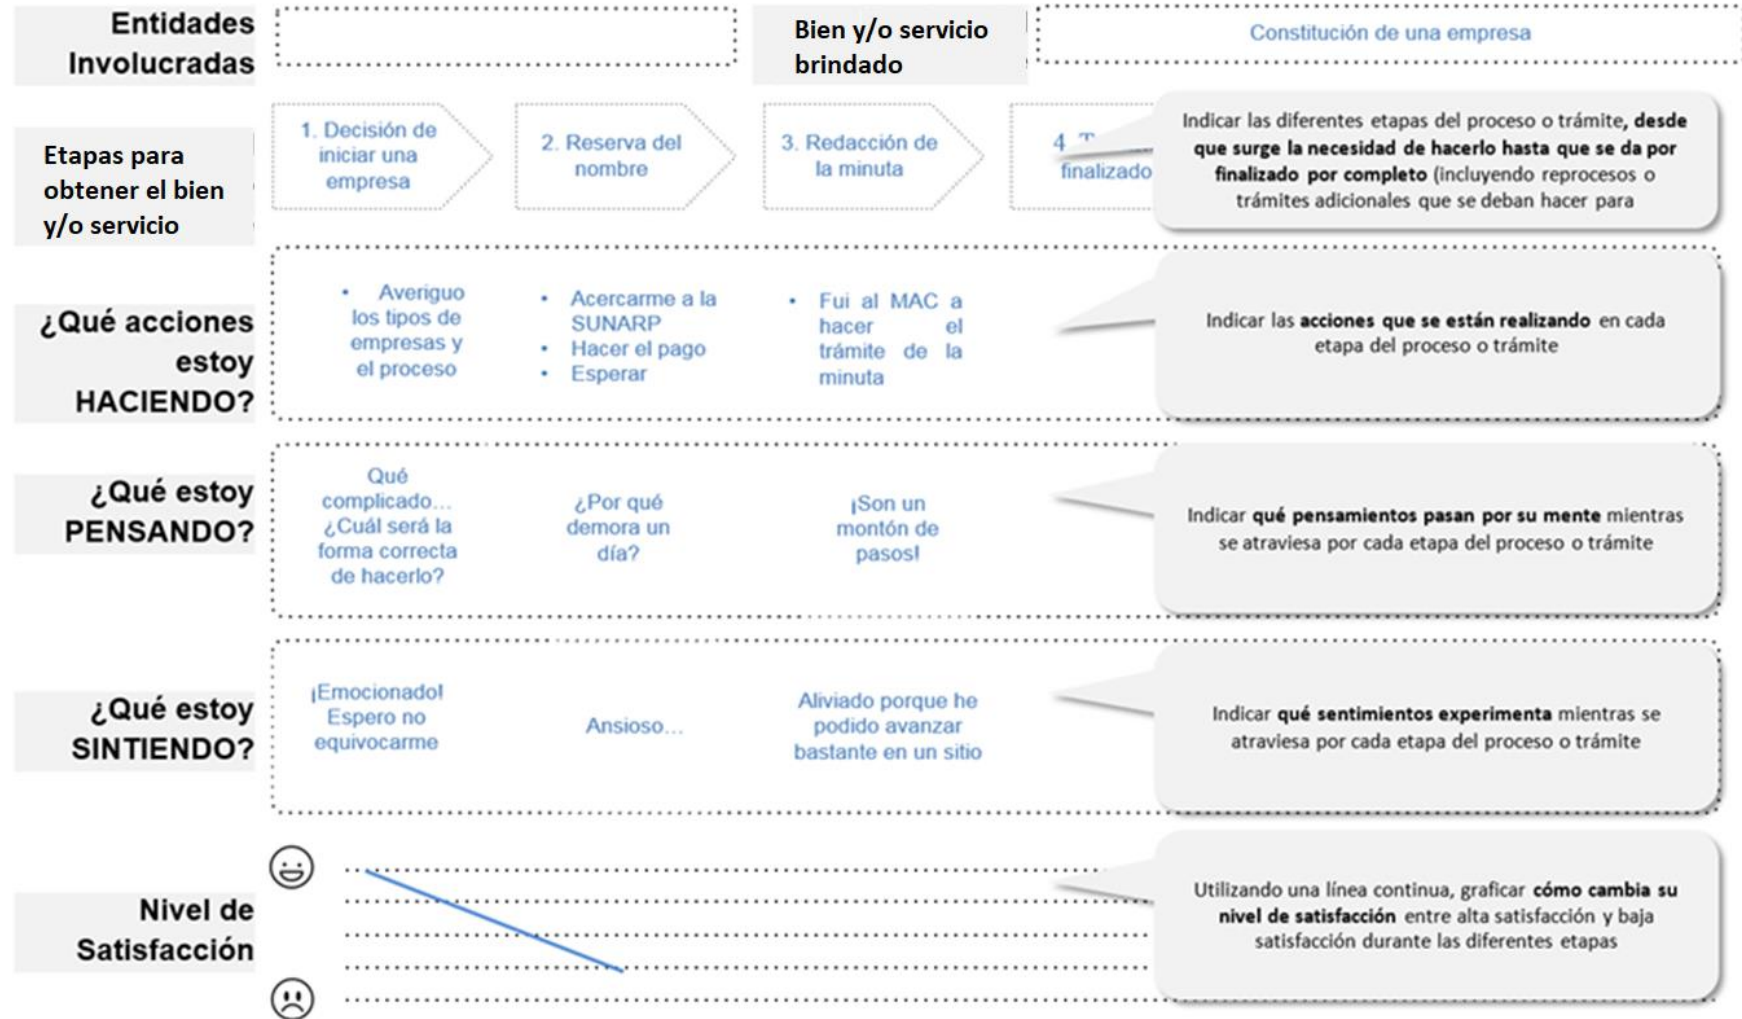 Entidades
Involucradas
Bien y/o servicio
brindado
Constitución de una empresa
Etapas para
obtener el bien
y/o servicio
1. Decisión de
iniciar una
empresa
2. Reserva del
nombre
3. Redacción de
la minuta
4
finalizado
Indicar las diferentes etapas del proceso o trámite, desde
que surge la necesidad de hacerlo hasta que se da por
finalizado por completo (incluyendo reprocesos o
trámites adicionales que se deban hacer para
¿Qué acciones
estoy
HACIENDO?
• Averiguo
los tipos de
empresas y
el proceso
• Acercarme a la
SUNARP
• Hacer el pago
• Esperar
• Fui al MAC a
hacer el
trámite de la
minuta
Indicar las acciones que se están realizando en cada
etapa del proceso o trámite
¿Qué estoy
PENSANDO?
Qué
complicado...
¿Cuál será la
forma correcta
de hacerlo?
¿Por qué
demora un
día?
¡Son un
montón de
pasos!
Indicar qué pensamientos pasan por su mente mientras
se atraviesa por cada etapa del proceso o trámite
¿Qué estoy
SINTIENDO?
¡Emocionado!
Espero no
equivocarme
Ansioso...
Aliviado porque he
podido avanzar
bastante en un sitio
Indicar qué sentimientos experimenta mientras se
atraviesa por cada etapa del proceso o trámite
Nivel de
Satisfacción
Utilizando una línea continua, graficar cómo cambia su
nivel de satisfacción entre alta satisfacción y baja
satisfacción durante las diferentes etapas